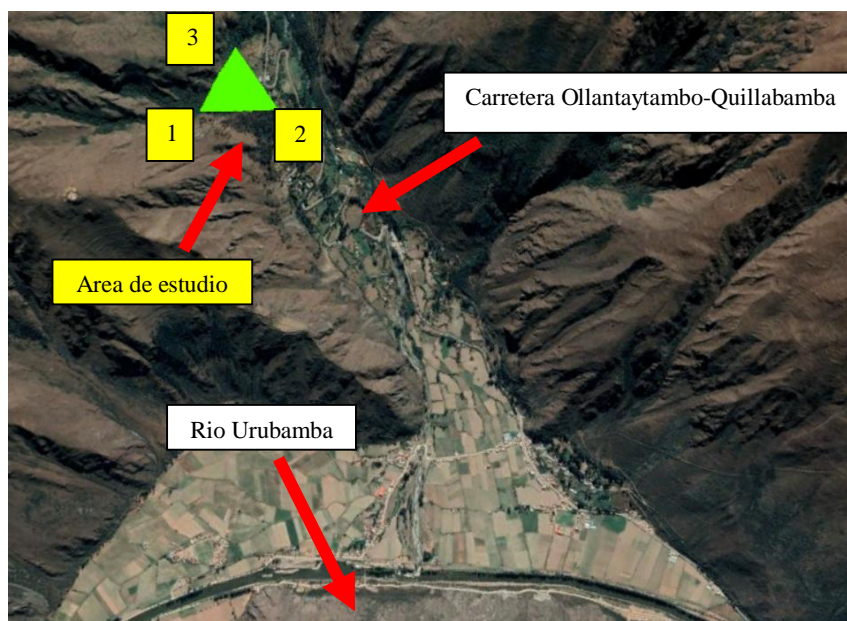 3
Carretera Ollantaytambo-Quillabamba
1
2
Area de estudio
Rio Urubamba